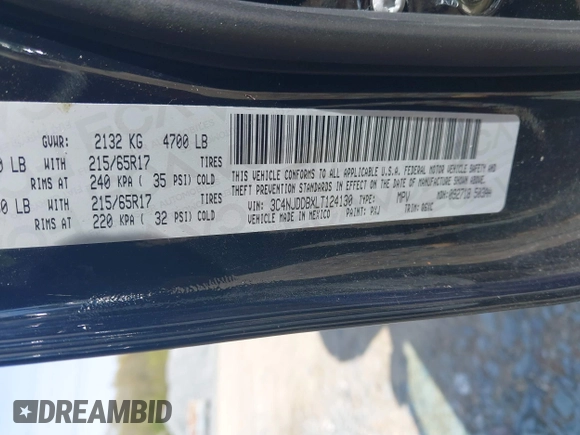 GVWR: 2132 KG 4700 LB
0 LB WITH 215/65R17 TIRES
RIMS AT 240 KPA ( 35 PSI) COLD
0 LB WITH 215/65R17 TIRES
RIMS AT 220 KPA ( 32 PSI) COLD
THIS VEHICLE CONFORMS TO ALL APPLICABLE U.S.A. FEDERAL MOTOR VEHICLE SAFETY AND
THEFT PREVENTION STANDARDS IN EFFECT ON THE DATE OF MANUFACTURE SHOWN ABOVE.
VIN: 3C4NJDDBXLT124130 TYPE: MPV MDH:
MADE IN MEXICO PAINT: PXJ TRIM:
DREAMBID